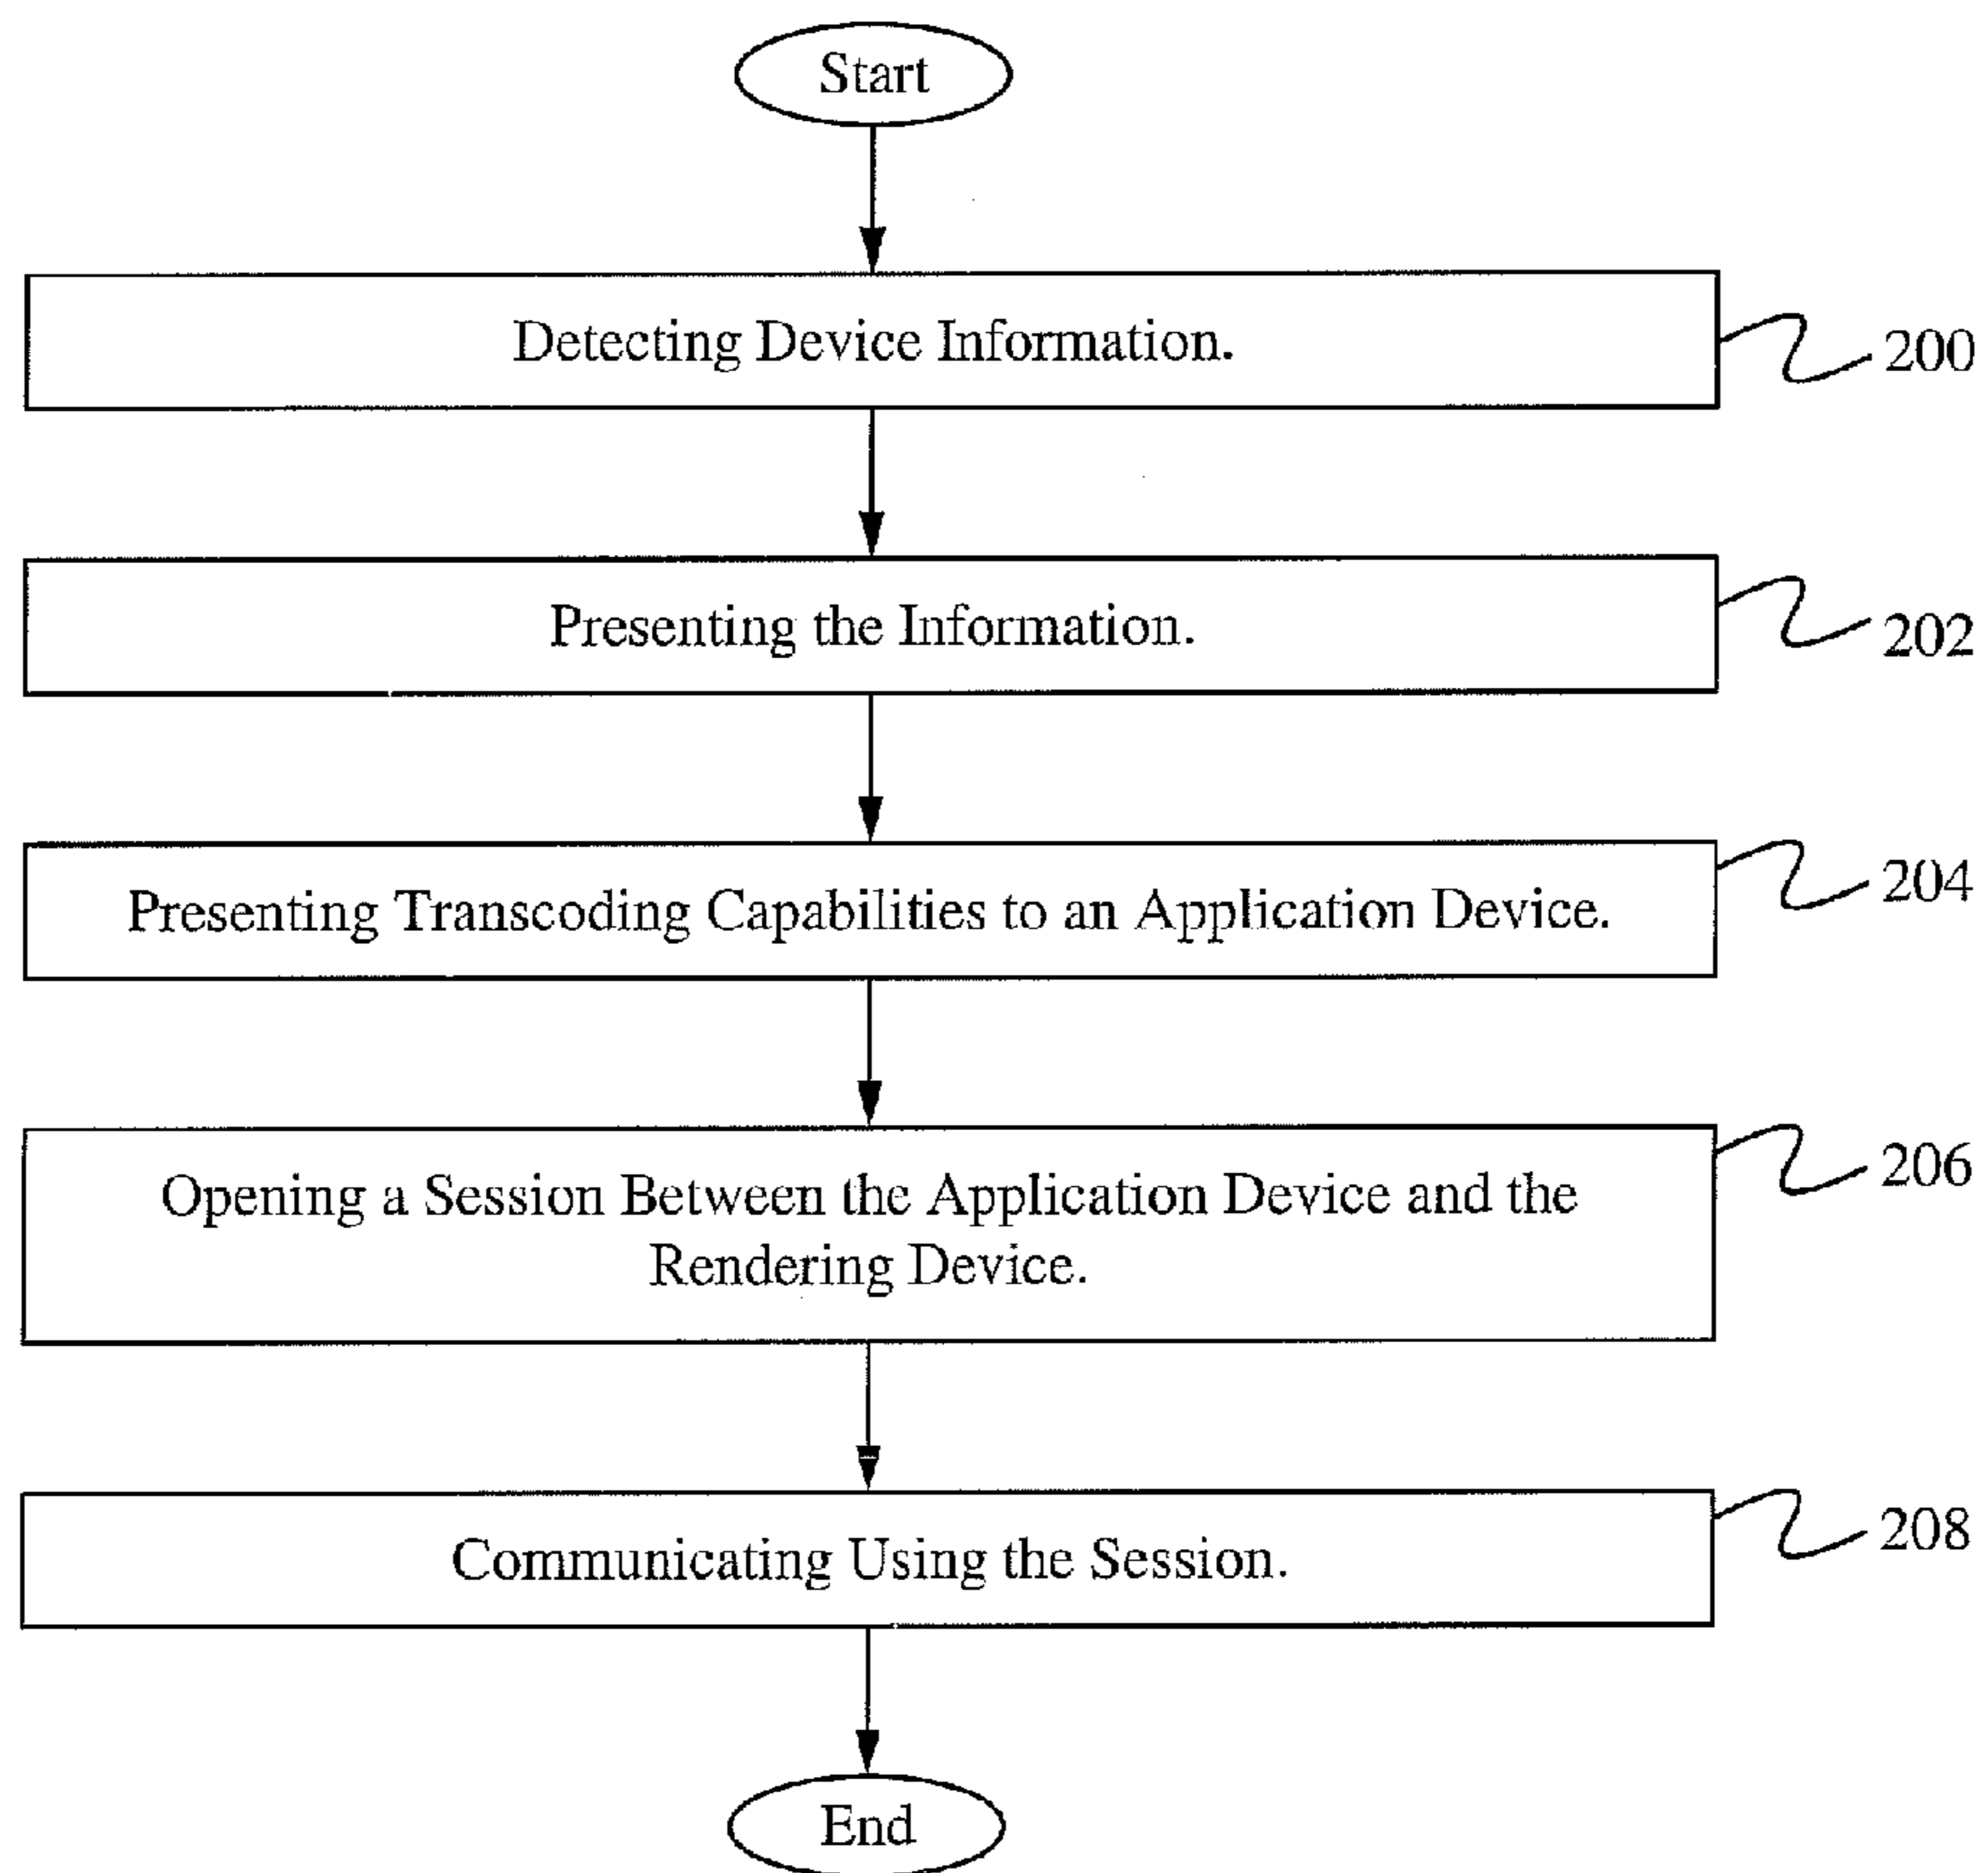 Start
Detecting Device Information.
200
Presenting the Information.
202
Presenting Transcoding Capabilities to an Application Device.
204
Opening a Session Between the Application Device and the
Rendering Device.
206
Communicating Using the Session.
208
End